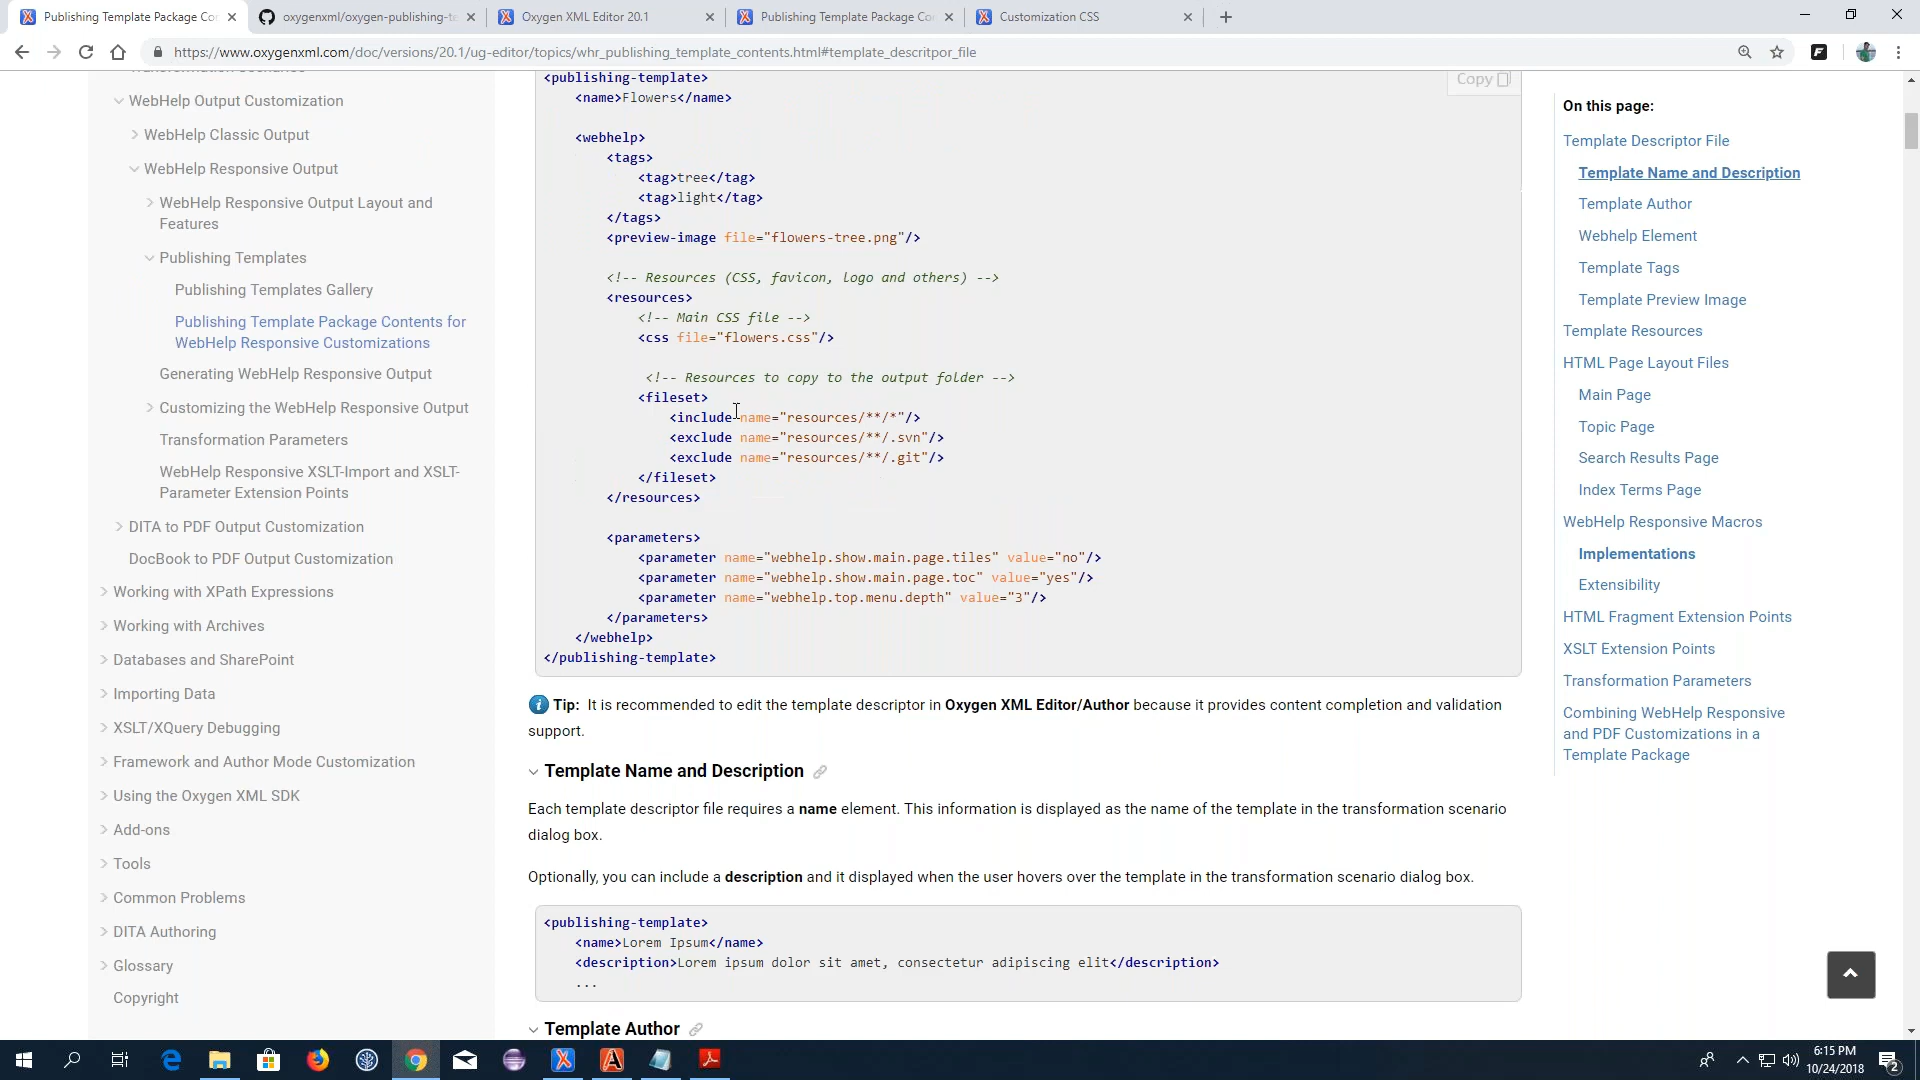 Publishing Template Package Co
oxygenxml/oxygen-publishing-te
Oxygen XML Editor 20.1
Publishing Template Package Co
Customization CSS
https://www.oxygenxml.com/doc/versions/20.1/ug-editor/topics/whr_publishing_template_contents.html#template_descritpor_file
WebHelp Output Customization
WebHelp Classic Output
WebHelp Responsive Output
WebHelp Responsive Output Layout and
Features
Publishing Templates
Publishing Templates Gallery
Publishing Template Package Contents for
WebHelp Responsive Customizations
Generating WebHelp Responsive Output
Customizing the WebHelp Responsive Output
Transformation Parameters
WebHelp Responsive XSLT-Import and XSLT-
Parameter Extension Points
DITA to PDF Output Customization
DocBook to PDF Output Customization
Working with XPath Expressions
Working with Archives
Databases and SharePoint
Importing Data
XSLT/XQuery Debugging
Framework and Author Mode Customization
Using the Oxygen XML SDK
Add-ons
Tools
Common Problems
DITA Authoring
Glossary
Copyright
Copy
<publishing-template>
<name>Flowers</name>
<webhelp>
<tags>
<tag>tree</tag>
<tag>light</tag>
</tags>
<preview-image file="flowers-tree.png"/>
<!-- Resources (CSS, favicon, logo and others) -->
<resources>
<!-- Main CSS file -->
<css file="flowers.css"/>
<!-- Resources to copy to the output folder -->
<fileset>
<include name="resources/**/*"/>
<exclude name="resources/**/.svn"/>
<exclude name="resources/**/.git"/>
</fileset>
</resources>
<parameters>
<parameter name="webhelp.show.main.page.tiles" value="no"/>
<parameter name="webhelp.show.main.page.toc" value="yes"/>
<parameter name="webhelp.top.menu.depth" value="3"/>
</parameters>
</webhelp>
</publishing-template>
Tip: It is recommended to edit the template descriptor in Oxygen XML Editor/Author because it provides content completion and validation
support.
Template Name and Description
Each template descriptor file requires a name element. This information is displayed as the name of the template in the transformation scenario
dialog box.
Optionally, you can include a description and it displayed when the user hovers over the template in the transformation scenario dialog box.
<publishing-template>
<name>Lorem Ipsum</name>
<description>Lorem ipsum dolor sit amet, consectetur adipiscing elit</description>
...
Template Author
On this page:
Template Descriptor File
Template Name and Description
Template Author
Webhelp Element
Template Tags
Template Preview Image
Template Resources
HTML Page Layout Files
Main Page
Topic Page
Search Results Page
Index Terms Page
WebHelp Responsive Macros
Implementations
Extensibility
HTML Fragment Extension Points
XSLT Extension Points
Transformation Parameters
Combining WebHelp Responsive
and PDF Customizations in a
Template Package
6:15 PM
10/24/2018
2